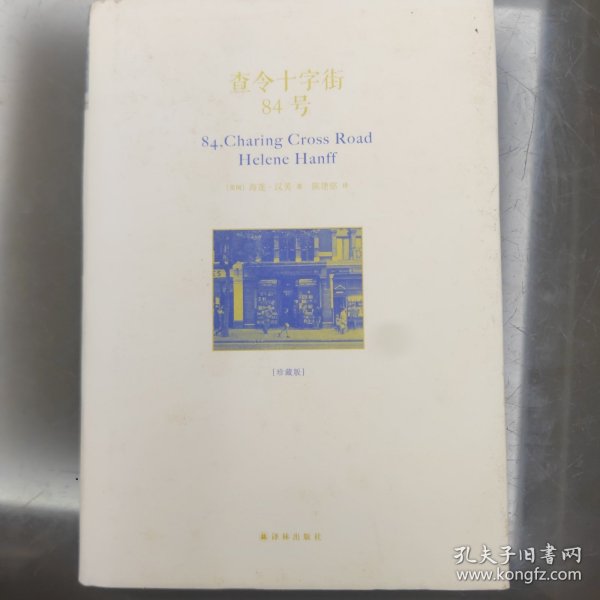 查令十字街
84号
84,Charing Cross Road
Helene Hanff
[美国] 海莲·汉芙 著 陈建铭 译
[珍藏版]
译林出版社
孔夫子旧书网
www.kongfz.com